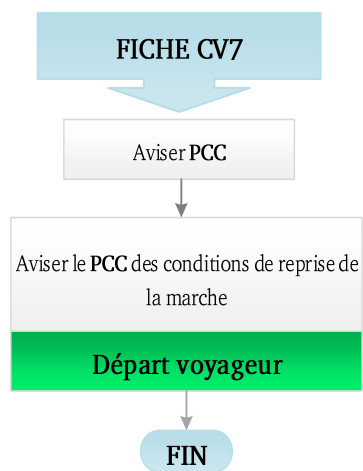 FICHE CV7
Aviser PCC
Aviser le PCC des conditions de reprise de
la marche
Départ voyageur
FIN